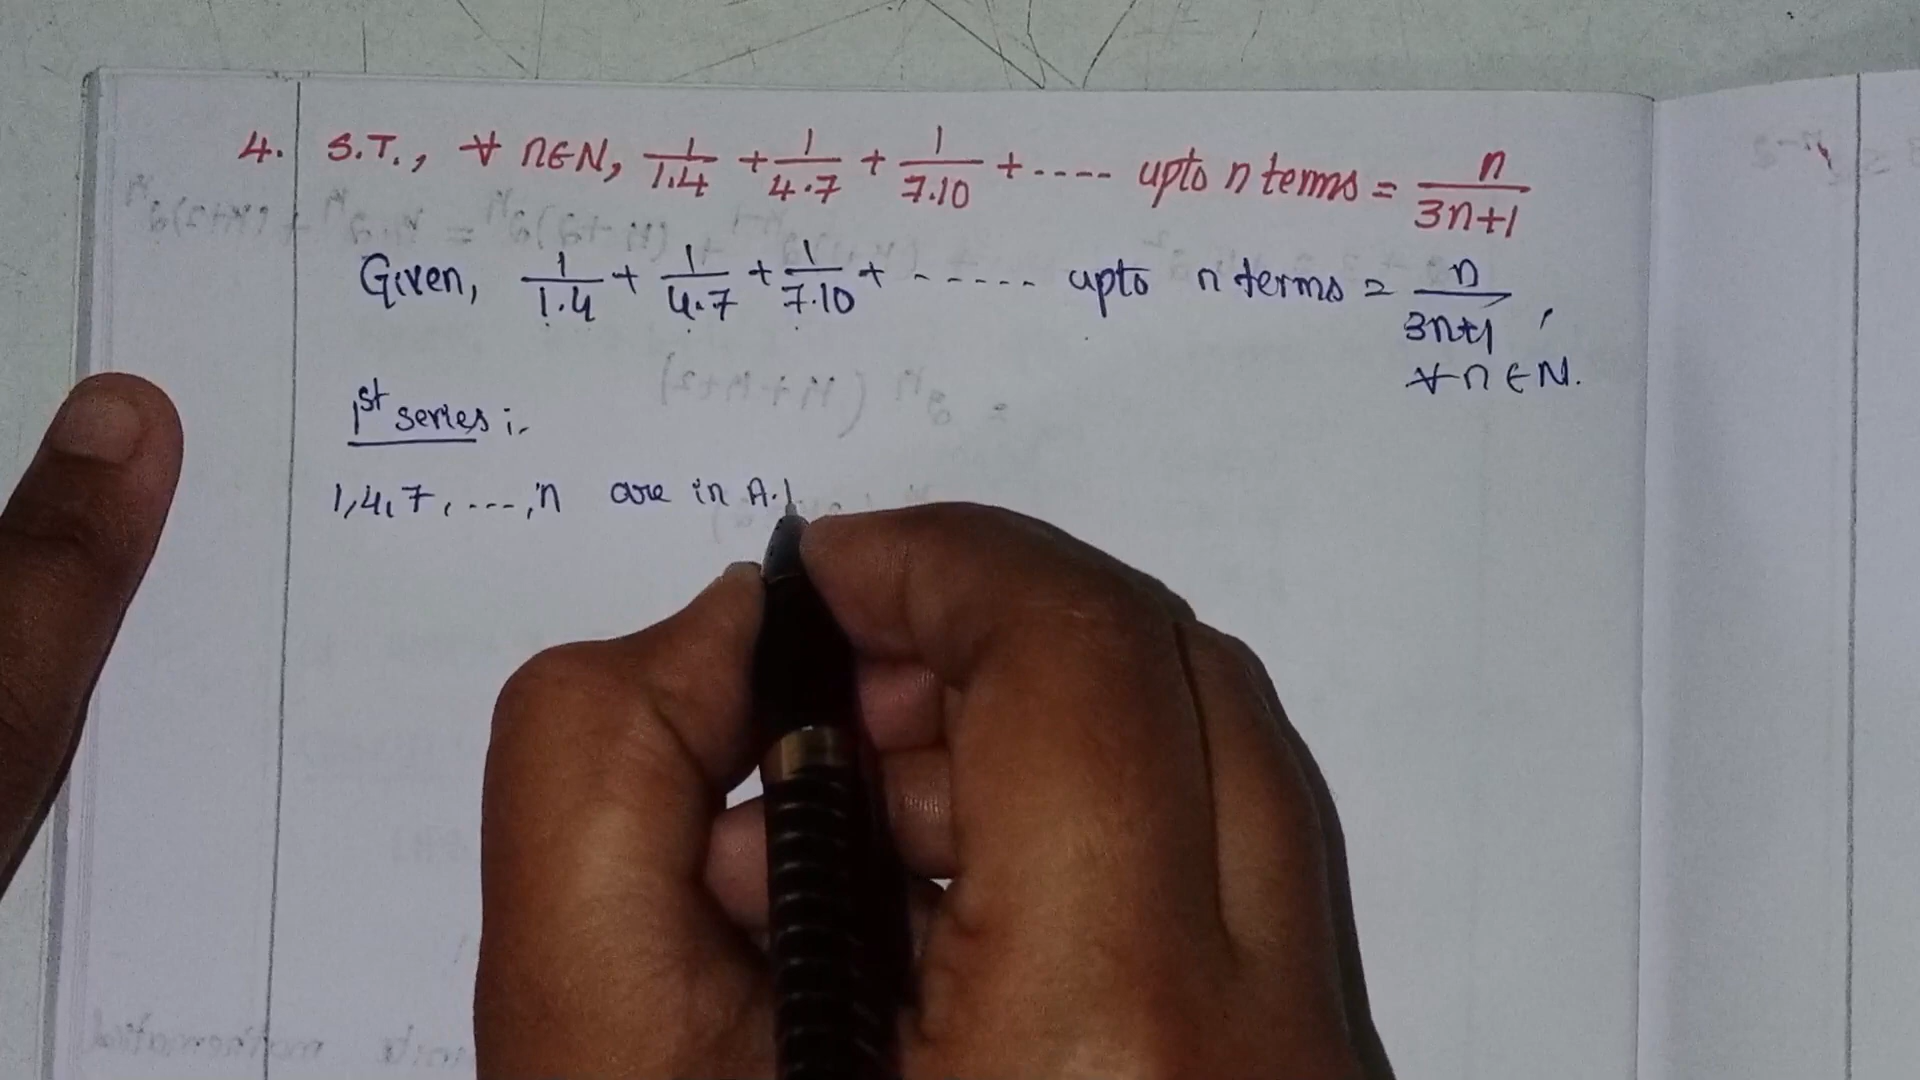 4. S.T., ∀ n∈N, 1/1.4 + 1/4.7 + 1/7.10 + ---- upto n terms = n/3n+1
Given, 1/1.4 + 1/4.7 + 1/7.10 + ------ upto n terms = n/3n+1 ,
∀ n ∈ N.
1st series :-
1,4,7, ---, n are in A.